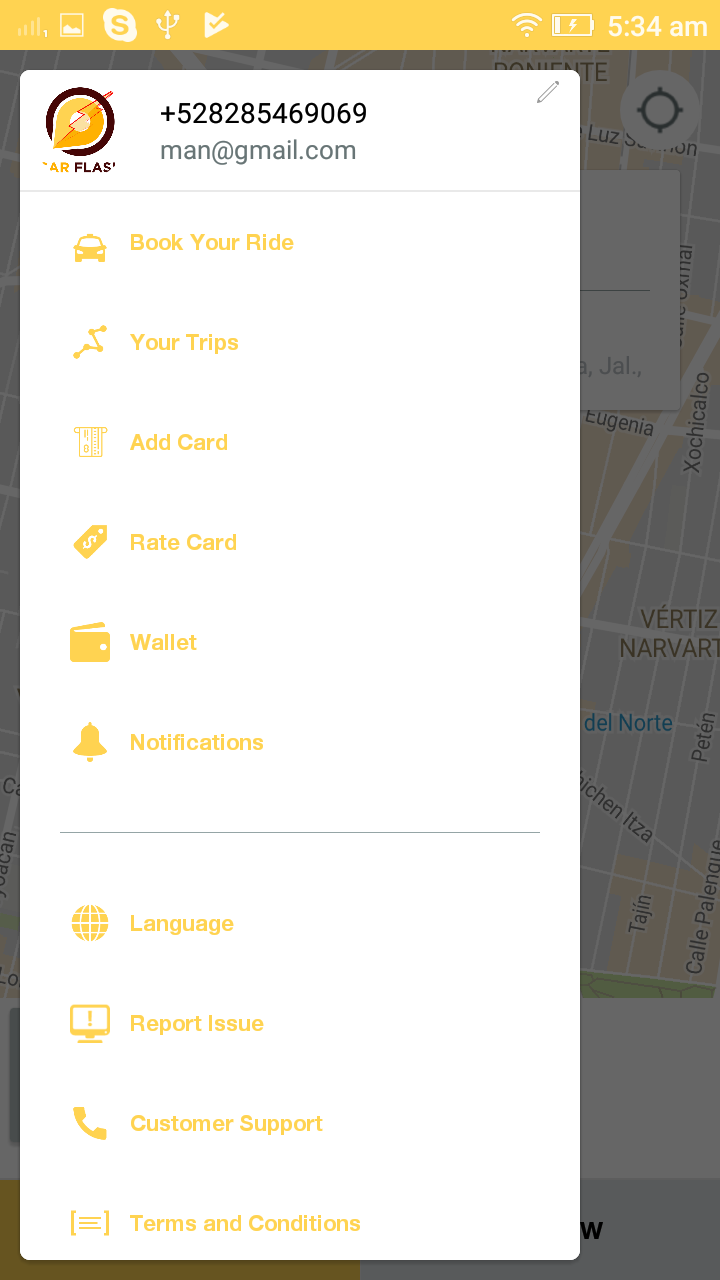 5:34 am
+528285469069
man@gmail.com
AR FLAS
Book Your Ride
Your Trips
Add Card
Rate Card
Wallet
Notifications
Language
Report Issue
Customer Support
Terms and Conditions
PONIENTE
Luz
a, Jal.,
Eugenia
Xochicalco
VÉRTIZ
NARVART
del Norte
Petén
hichen Itza
Tajín
Calle Palengue
w